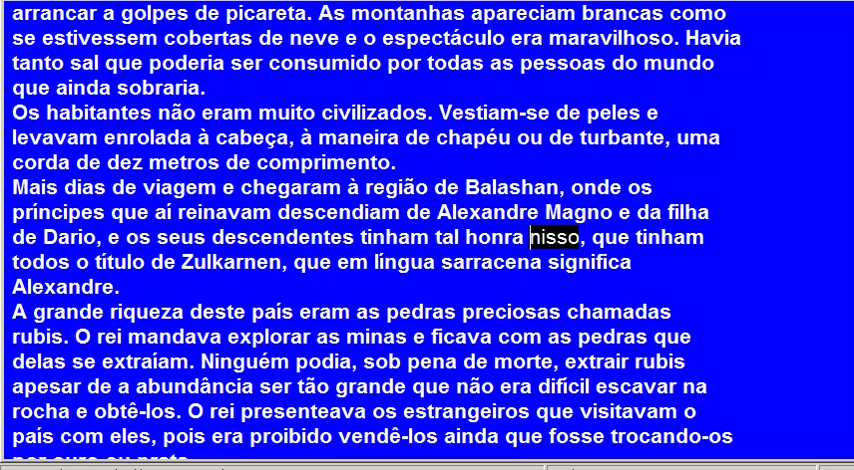 arrancar a golpes de picareta. As montanhas apareciam brancas como
se estivessem cobertas de neve e o espectáculo era maravilhoso. Havia
tanto sal que poderia ser consumido por todas as pessoas do mundo
que ainda sobraria.
Os habitantes não eram muito civilizados. Vestiam-se de peles e
levavam enrolada à cabeça, à maneira de chapéu ou de turbante, uma
corda de dez metros de comprimento.
Mais dias de viagem e chegaram à região de Balashan, onde os
príncipes que aí reinavam descendiam de Alexandre Magno e da filha
de Dario, e os seus descendentes tinham tal honra nisso, que tinham
todos o título de Zulkarnen, que em língua sarracena significa
Alexandre.
A grande riqueza deste país eram as pedras preciosas chamadas
rubis. O rei mandava explorar as minas e ficava com as pedras que
delas se extraíam. Ninguém podia, sob pena de morte, extrair rubis
apesar de a abundância ser tão grande que não era difícil escavar na
rocha e obtê-los. O rei presenteava os estrangeiros que visitavam o
país com eles, pois era proibido vendê-los ainda que fosse trocando-os
por ouro ou prata